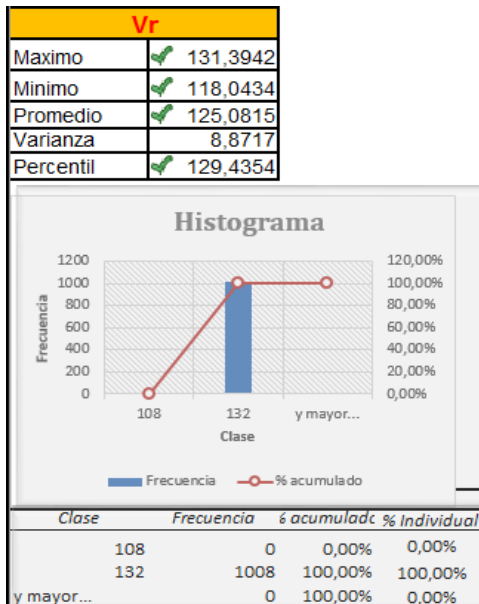 Vr
Maximo 131,3942
Minimo 118,0434
Promedio 125,0815
Varianza 8,8717
Percentil 129,4354
Histograma
1200 120,00%
1000 100,00%
800 80,00%
600 60,00%
400 40,00%
200 20,00%
0 0,00%
Frecuencia
108 132 y mayor...
Clase
Frecuencia % acumulado
Clase Frecuencia % acumulado % Individual
108 0 0,00% 0,00%
132 1008 100,00% 100,00%
y mayor... 0 100,00% 0,00%